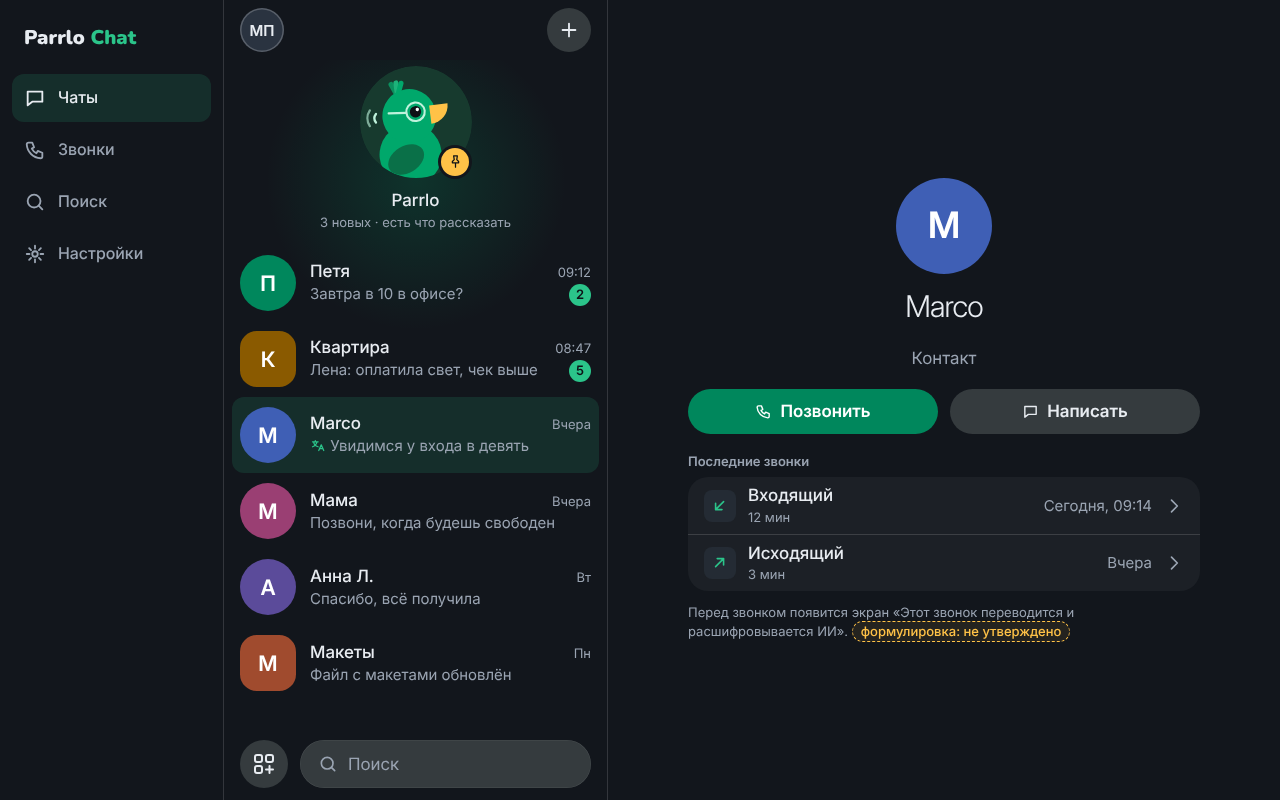 Parrlo Chat
Чаты
Звонки
Поиск
Настройки
МП
Parrlo
3 новых · есть что рассказать
П
Петя
09:12
Завтра в 10 в офисе?
2
К
Квартира
08:47
Лена: оплатила свет, чек выше
5
M
Marco
Вчера
Увидимся у входа в девять
М
Мама
Вчера
Позвони, когда будешь свободен
А
Анна Л.
Вт
Спасибо, всё получила
М
Макеты
Пн
Файл с макетами обновлён
Поиск
M
Marco
Контакт
Позвонить
Написать
Последние звонки
Входящий
12 мин
Сегодня, 09:14
Исходящий
3 мин
Вчера
Перед звонком появится экран «Этот звонок переводится и
расшифровывается ИИ». формулировка: не утверждено